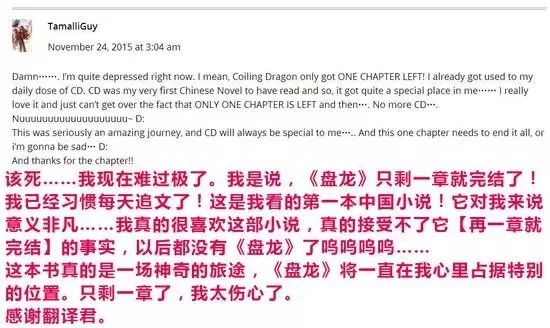 TamalliGuy
November 24, 2015 at 3:04 am
Damn……. I'm quite depressed right now. I mean, Coiling Dragon only got ONE CHAPTER LEFT! I already got used to my
daily dose of CD. CD was my very first Chinese Novel to have read and so, it got quite a special place in me…… I really
love it and just can't get over the fact that ONLY ONE CHAPTER IS LEFT and then…. No more CD…
Nuuuuuuuuuuuuuuuuuuu~ D:
This was seriously an amazing journey, and CD will always be special to me….. And this one chapter needs to end it all, or
i'm gonna be sad… D:
And thanks for the chapter!!
该死……我现在难过极了。我是说，《盘龙》只剩一章就完结了！
我已经习惯每天追文了！这是我看的第一本中国小说！它对我来说
意义非凡……我真的很喜欢这部小说，真的接受不了它【再一章就
完结】的事实，以后都没有《盘龙》了呜呜呜呜……
这本书真的是一场神奇的旅途，《盘龙》将一直在我心里占据特别
的位置。只剩一章了，我太伤心了。
感谢翻译君。